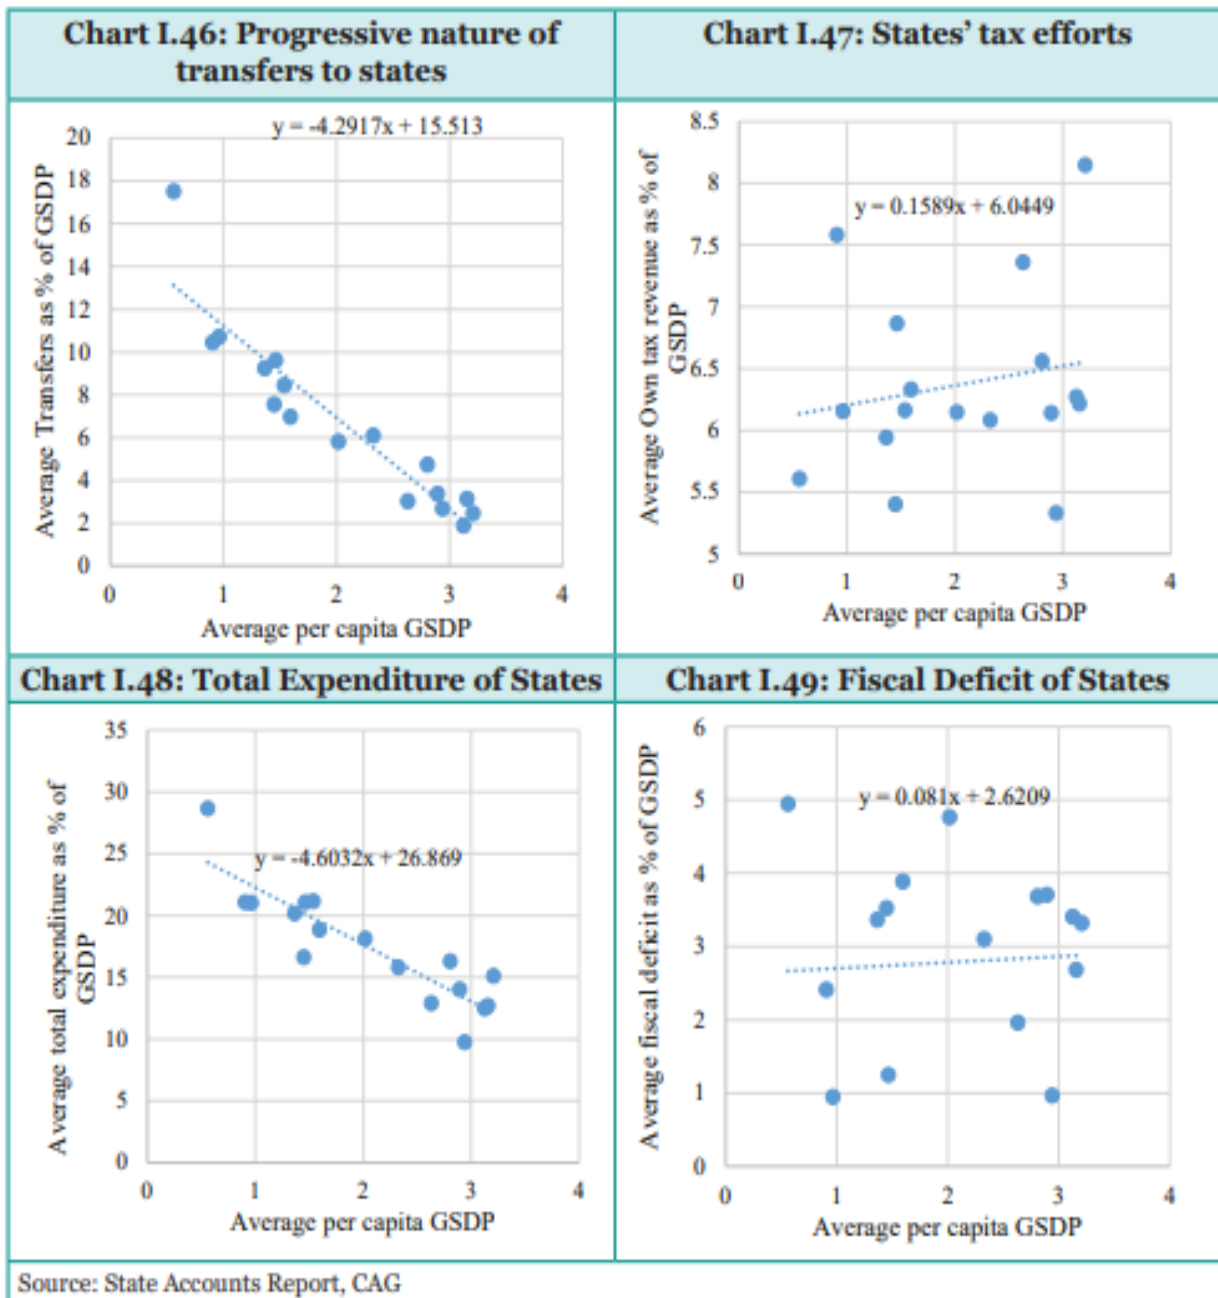 Chart I.46: Progressive nature of
transfers to states
Chart I.47: States' tax efforts
y = -4.2917x + 15.513
20
18
16
14
12
10
8
6
4
2
0
0
1
2
3
4
Average Transfers as % of GSDP
Average per capita GSDP
y = 0.1589x + 6.0449
8.5
8
7.5
7
6.5
6
5.5
5
0
1
2
3
4
Average Own tax revenue as % of
GSDP
Average per capita GSDP
Chart I.48: Total Expenditure of States
Chart I.49: Fiscal Deficit of States
y = -4.6032x + 26.869
35
30
25
20
15
10
5
0
0
1
2
3
4
Average total expenditure as % of
GSDP
Average per capita GSDP
y = 0.081x + 2.6209
6
5
4
3
2
1
0
0
1
2
3
4
Average fiscal deficit as % of GSDP
Average per capita GSDP
Source: State Accounts Report, CAG